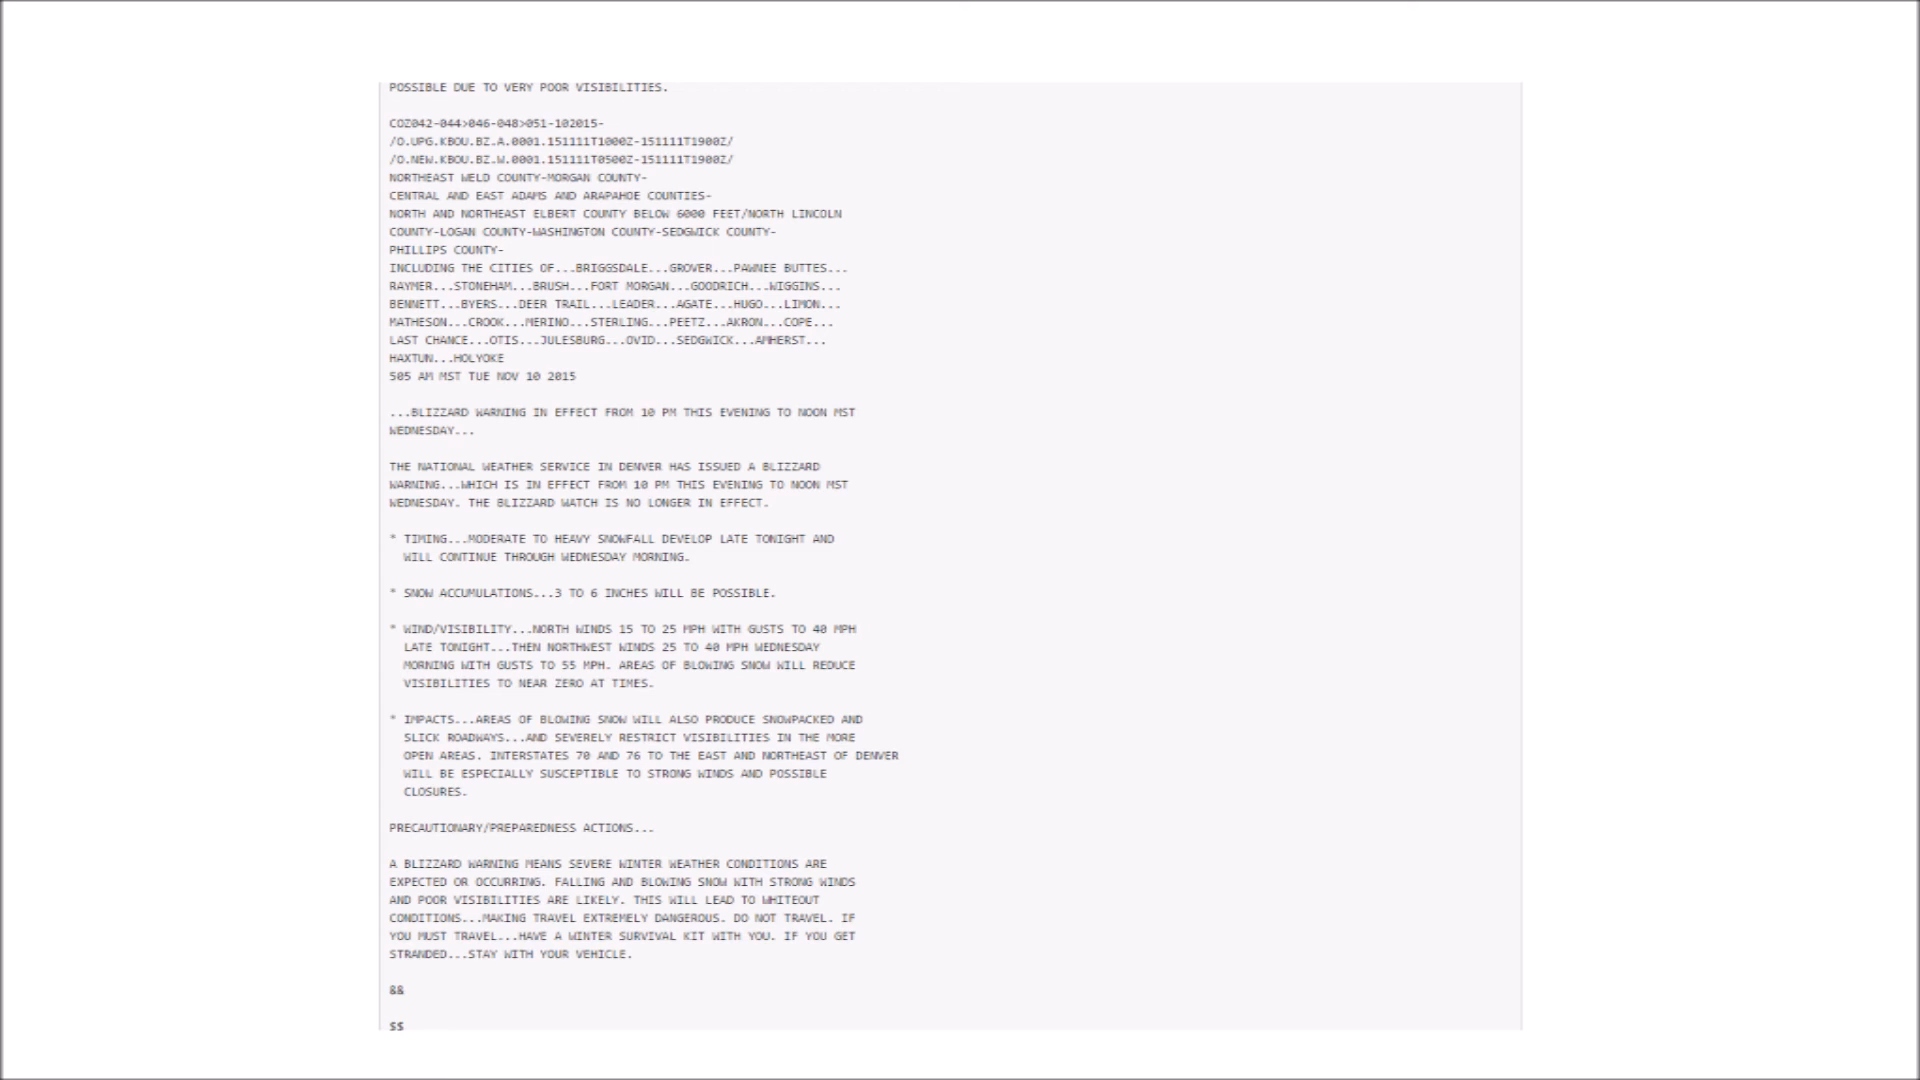 POSSIBLE DUE TO VERY POOR VISIBILITIES.
COZ042-044>046-048>051-102015-
/O.UPG.KBOU.BZ.A.0001.151111T1000Z-151111T1900Z/
/O.NEW.KBOU.BZ.W.0001.151111T0500Z-151111T1900Z/
NORTHEAST WELD COUNTY-MORGAN COUNTY-
CENTRAL AND EAST ADAMS AND ARAPAHOE COUNTIES-
NORTH AND NORTHEAST ELBERT COUNTY BELOW 6000 FEET/NORTH LINCOLN
COUNTY-LOGAN COUNTY-WASHINGTON COUNTY-SEDGWICK COUNTY-
PHILLIPS COUNTY-
INCLUDING THE CITIES OF...BRIGGSDALE...GROVER...PAWNEE BUTTES...
RAYMER...STONEHAM...BRUSH...FORT MORGAN...GOODRICH...WIGGINS...
BENNETT...BYERS...DEER TRAIL...LEADER...AGATE...HUGO...LIMON...
MATHESON...CROOK...MERINO...STERLING...PEETZ...AKRON...COPE...
LAST CHANCE...OTIS...JULESBURG...OVID...SEDGWICK...AMHERST...
HAXTUN...HOLYOKE
505 AM MST TUE NOV 10 2015
...BLIZZARD WARNING IN EFFECT FROM 10 PM THIS EVENING TO NOON MST
WEDNESDAY...
THE NATIONAL WEATHER SERVICE IN DENVER HAS ISSUED A BLIZZARD
WARNING...WHICH IS IN EFFECT FROM 10 PM THIS EVENING TO NOON MST
WEDNESDAY. THE BLIZZARD WATCH IS NO LONGER IN EFFECT.
* TIMING...MODERATE TO HEAVY SNOWFALL DEVELOP LATE TONIGHT AND
WILL CONTINUE THROUGH WEDNESDAY MORNING.
* SNOW ACCUMULATIONS...3 TO 6 INCHES WILL BE POSSIBLE.
* WIND/VISIBILITY...NORTH WINDS 15 TO 25 MPH WITH GUSTS TO 40 MPH
LATE TONIGHT...THEN NORTHWEST WINDS 25 TO 40 MPH WEDNESDAY
MORNING WITH GUSTS TO 55 MPH. AREAS OF BLOWING SNOW WILL REDUCE
VISIBILITIES TO NEAR ZERO AT TIMES.
* IMPACTS...AREAS OF BLOWING SNOW WILL ALSO PRODUCE SNOWPACKED AND
SLICK ROADWAYS...AND SEVERELY RESTRICT VISIBILITIES IN THE MORE
OPEN AREAS. INTERSTATES 70 AND 76 TO THE EAST AND NORTHEAST OF DENVER
WILL BE ESPECIALLY SUSCEPTIBLE TO STRONG WINDS AND POSSIBLE
CLOSURES.
PRECAUTIONARY/PREPAREDNESS ACTIONS...
A BLIZZARD WARNING MEANS SEVERE WINTER WEATHER CONDITIONS ARE
EXPECTED OR OCCURRING. FALLING AND BLOWING SNOW WITH STRONG WINDS
AND POOR VISIBILITIES ARE LIKELY. THIS WILL LEAD TO WHITEOUT
CONDITIONS...MAKING TRAVEL EXTREMELY DANGEROUS. DO NOT TRAVEL. IF
YOU MUST TRAVEL...HAVE A WINTER SURVIVAL KIT WITH YOU. IF YOU GET
STRANDED...STAY WITH YOUR VEHICLE.
&&
$$